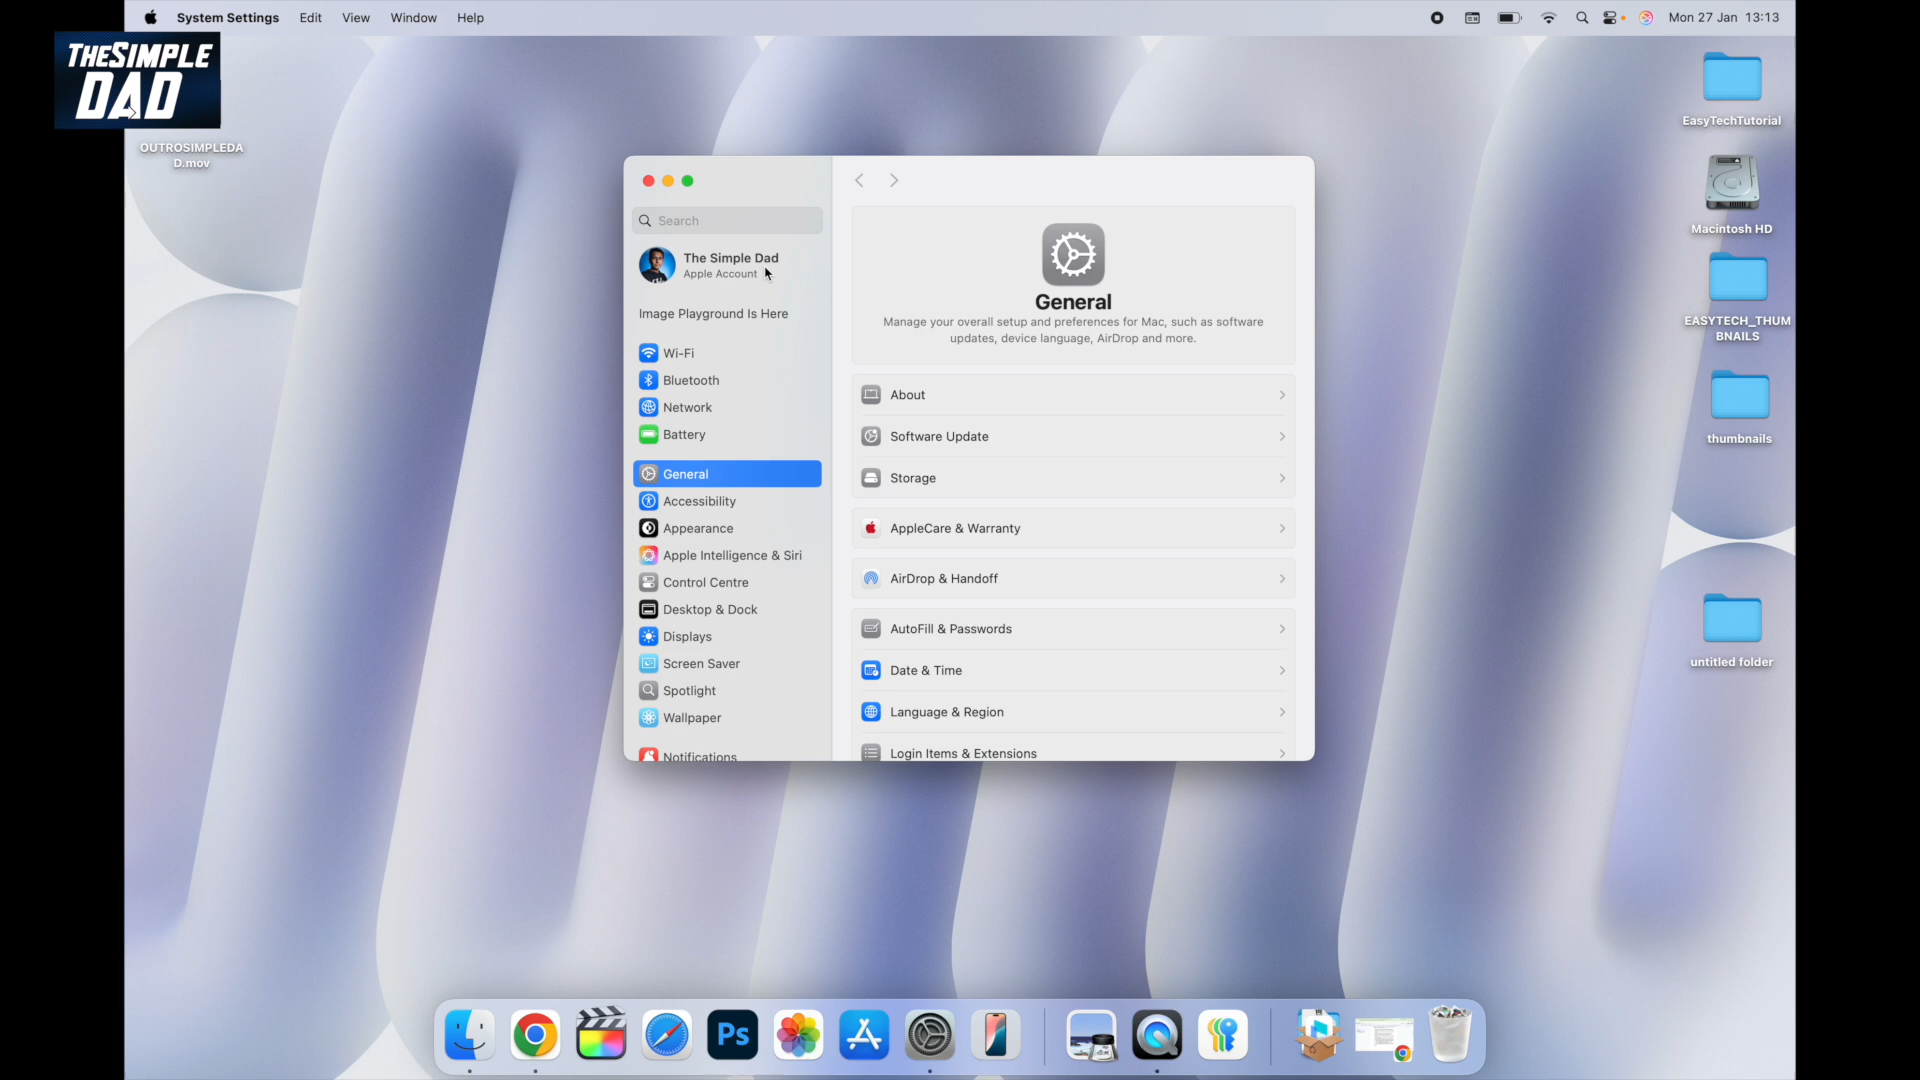 System Settings Edit View Window Help
Mon 27 Jan 13:13
THESIMPLE
DAD
OUTROSIMPLEDA
D.mov
EasyTechTutorial
Macintosh HD
EASYTECH_THUM
BNAILS
thumbnails
untitled folder
Search
The Simple Dad
Apple Account
Image Playground Is Here
Wi-Fi
Bluetooth
Network
Battery
General
Accessibility
Appearance
Apple Intelligence & Siri
Control Centre
Desktop & Dock
Displays
Screen Saver
Spotlight
Wallpaper
Notifications
General
Manage your overall setup and preferences for Mac, such as software
updates, device language, AirDrop and more.
About
Software Update
Storage
AppleCare & Warranty
AirDrop & Handoff
AutoFill & Passwords
Date & Time
Language & Region
Login Items & Extensions
Ps